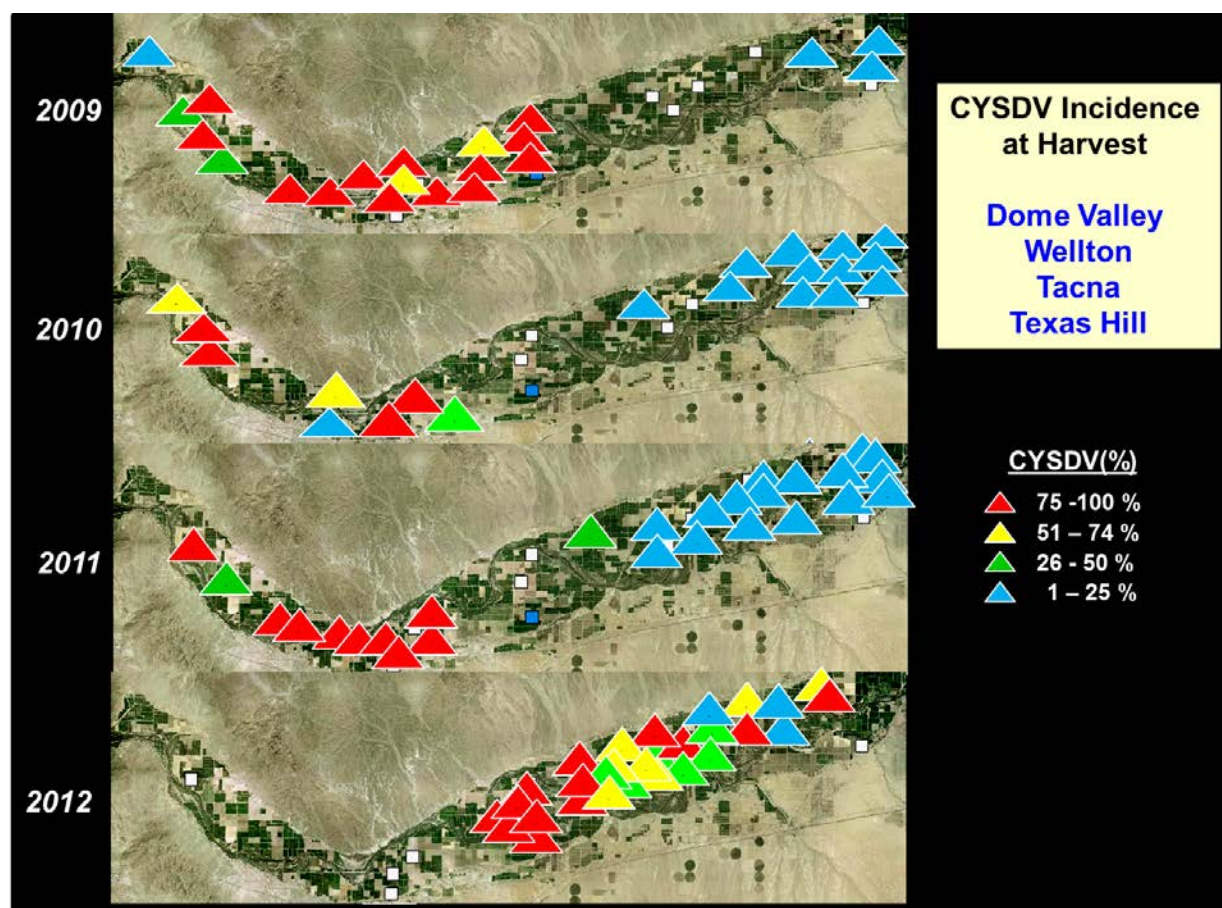 2009
2010
2011
2012
CYSDV Incidence
at Harvest
Dome Valley
Wellton
Tacna
Texas Hill
CYSDV(%)
75 -100 %
51 – 74 %
26 - 50 %
1 – 25 %